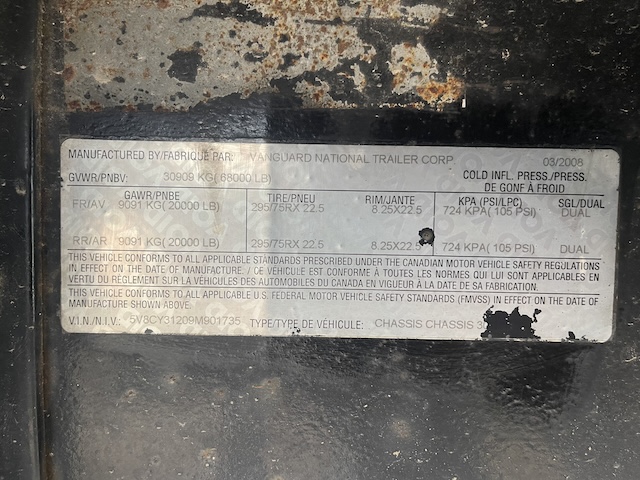 MANUFACTURED BY/FABRIQUE PAR: VANGUARD NATIONAL TRAILER CORP 03/2008
GVWR/PNBV: 30909 KG( 68000 LB) COLD INFL. PRESS./PRESS.
DE GONF À FROID
GAWR/PNBE TIRE/PNEU RIM/JANTE KPA (PSI/LPC) SGL/DUAL
FR/AV 9091 KG( 20000 LB) 295/75RX 22.5 8.25X22.5 724 KPA( 105 PSI) DUAL
RR/AR 9091 KG( 20000 LB) 295/75RX 22.5 8.25X22.5 724 KPA( 105 PSI) DUAL
THIS VEHICLE CONFORMS TO ALL APPLICABLE STANDARDS PRESCRIBED UNDER THE CANADIAN MOTOR VEHICLE SAFETY REGULATIONS
IN EFFECT ON THE DATE OF MANUFACTURE. / CE VÉHICULE EST CONFORME À TOUTES LES NORMES QUI LUI SONT APPLICABLES EN
VERTU DU RÈGLEMENT SUR LA VÉHICULES DES AUTOMOBILES DU CANADA EN VIGUEUR À LA DATE DE SA FABRICATION.
THIS VEHICLE CONFORMS TO ALL APPLICABLE U.S. FEDERAL MOTOR VEHICLE SAFETY STANDARDS (FMVSS) IN EFFECT ON THE DATE OF
MANUFACTURE SHOWN ABOVE.
V.I.N./N.I.V.: 5V8CY31209M901735 TYPE/TYPE DE VÉHICULE: CHASSIS CHASSIS